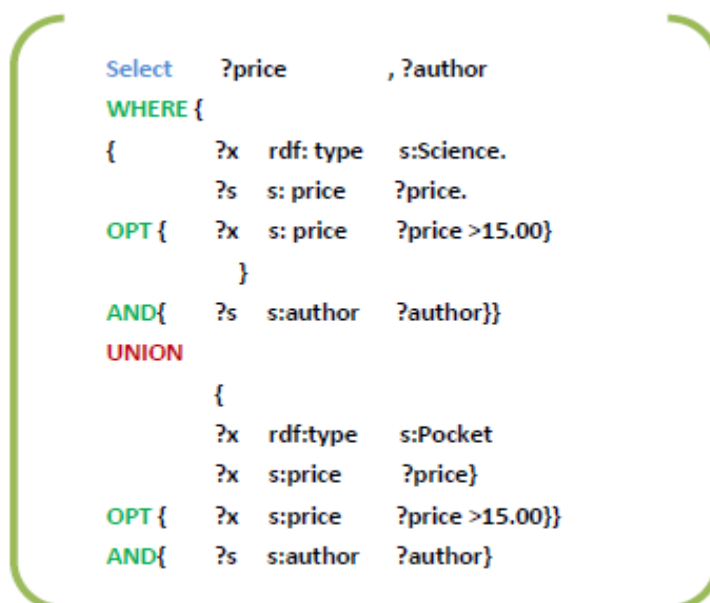 Select ?price , ?author
WHERE {
{ ?x rdf: type s:Science.
?s s: price ?price.
OPT { ?x s: price ?price >15.00}
}
AND{ ?s s:author ?author}}
UNION
{
?x rdf:type s:Pocket
?x s:price ?price}
OPT { ?x s:price ?price >15.00}}
AND{ ?s s:author ?author}